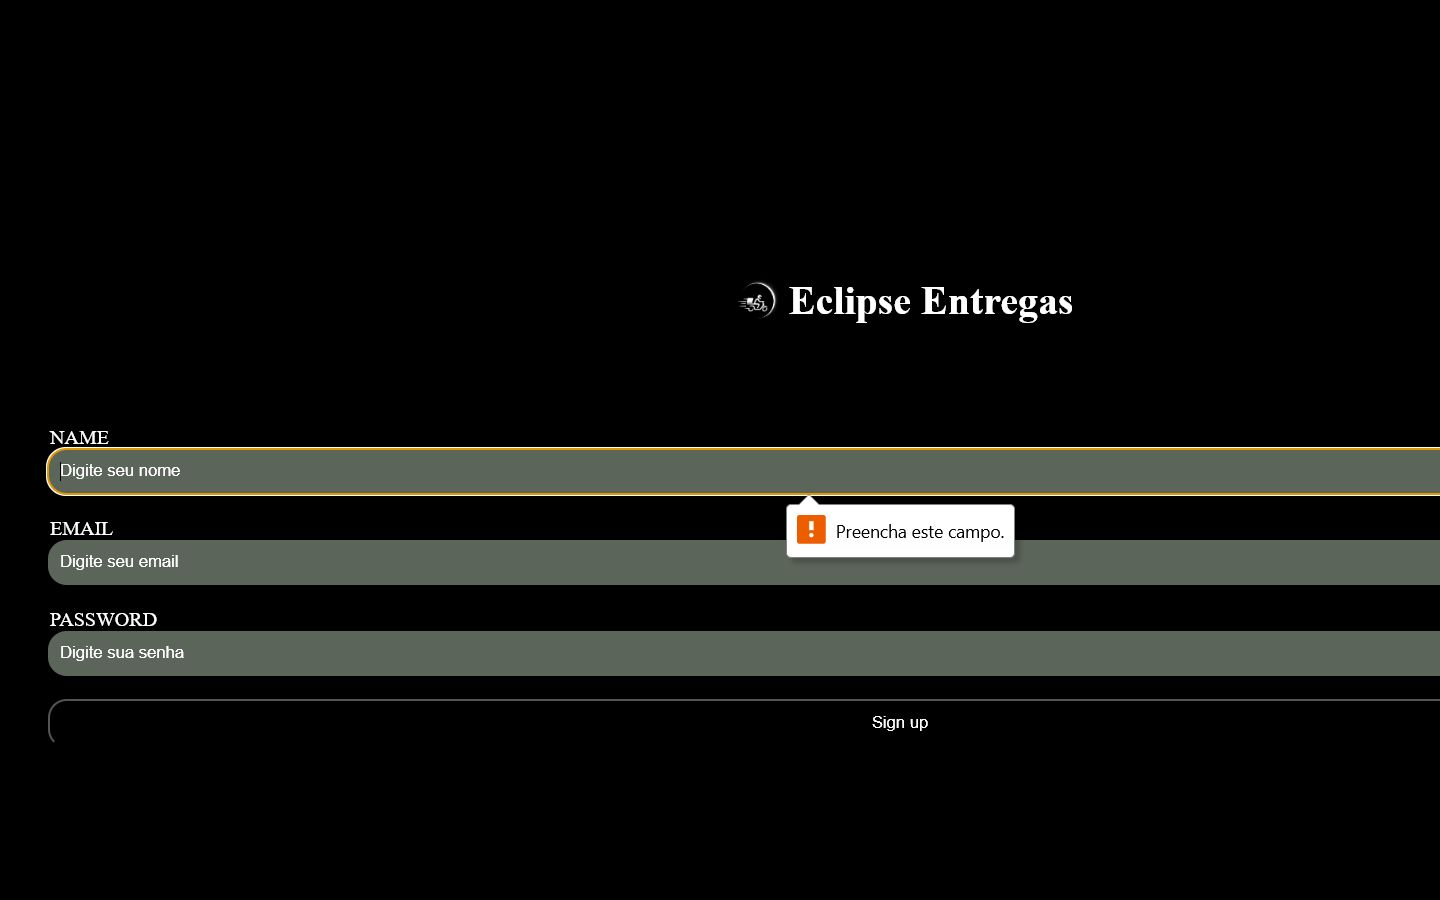 Eclipse Entregas
NAME
Digite seu nome
Preencha este campo.
EMAIL
Digite seu email
PASSWORD
Digite sua senha
Sign up